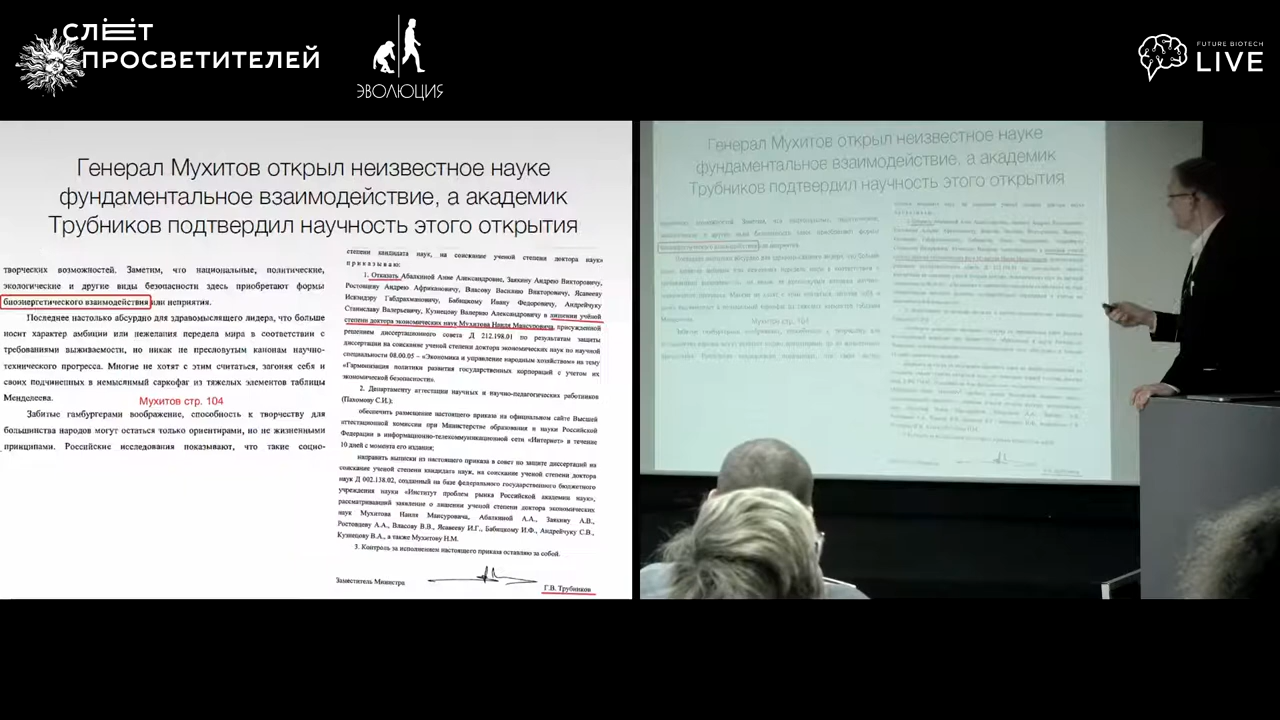 СЛЁТ
ПРОСВЕТИТЕЛЕЙ
ЭВОЛЮЦИЯ
FUTURE BIOTECH
LIVE
Генерал Мухитов открыл неизвестное науке
фундаментальное взаимодействие, а академик
Трубников подтвердил научность этого открытия
творческих возможностей. Заметим, что национальные, политические,
экологические и другие виды безопасности здесь приобретают формы
биоэнергетического взаимодействия или неприятия.
Последнее настолько абсурдно для здравомыслящего лидера, что больше
носит характер амбиции или нежелания передела мира в соответствии с
требованиями выживаемости, но никак не пресловутым канонам научно-
технического прогресса. Многие не хотят с этим считаться, загоняя себя и
своих подчиненных в немыслимый саркофаг из тяжелых элементов таблицы
Менделеева.
Мухитов стр. 104
Забитые гамбургерами воображение, способность к творчеству для
большинства народов могут остаться только ориентирами, но не жизненными
принципами. Российские исследования показывают, что такие социо-
степени кандидата наук, на соискание ученой степени доктора наук»
приказываю:
1. Отказать Абалкиной Анне Александровне, Заякину Андрею Викторовичу,
Ростовцеву Андрею Африкановичу, Власову Василию Викторовичу, Ясавееву
Искандэру Габдрахмановичу, Бабицкому Ивану Федоровичу, Андрейчуку
Станиславу Валерьевичу, Кузнецову Валерию Александровичу в лишении учёной
степени доктора экономических наук Мухитова Наиля Мансуровича, присужденной
решением диссертационного совета Д 212.198.01 по результатам защиты
диссертации на соискание ученой степени доктора экономических наук по научной
специальности 08.00.05 – «Экономика и управление народным хозяйством» на тему
«Гармонизация политики развития государственных корпораций с учетом их
экономической безопасности».
2. Департаменту аттестации научных и научно-педагогических работников
(Пахомову С.И.):
обеспечить размещение настоящего приказа на официальном сайте Высшей
аттестационной комиссии при Министерстве образования и науки Российской
Федерации в информационно-телекоммуникационной сети «Интернет» в течение
10 дней с момента его издания;
направить выписки из настоящего приказа в совет по защите диссертаций на
соискание ученой степени кандидата наук, на соискание ученой степени доктора
наук Д 002.138.02, созданный на базе федерального государственного бюджетного
учреждения науки «Институт проблем рынка Российской академии наук»,
рассматривавший заявление о лишении ученой степени доктора экономических
наук Мухитова Наиля Мансуровича, Абалкиной А.А., Заякину А.В.,
Ростовцеву А.А., Власову В.В., Ясавееву И.Г., Бабицкому И.Ф., Андрейчуку С.В.,
Кузнецову В.А., а также Мухитову Н.М.
3. Контроль за исполнением настоящего приказа оставляю за собой.
Заместитель Министра
Г.В. Трубников
Генерал Мухитов открыл неизвестное науке
фундаментальное взаимодействие, а академик
Трубников подтвердил научность этого открытия
Мухитов стр. 104